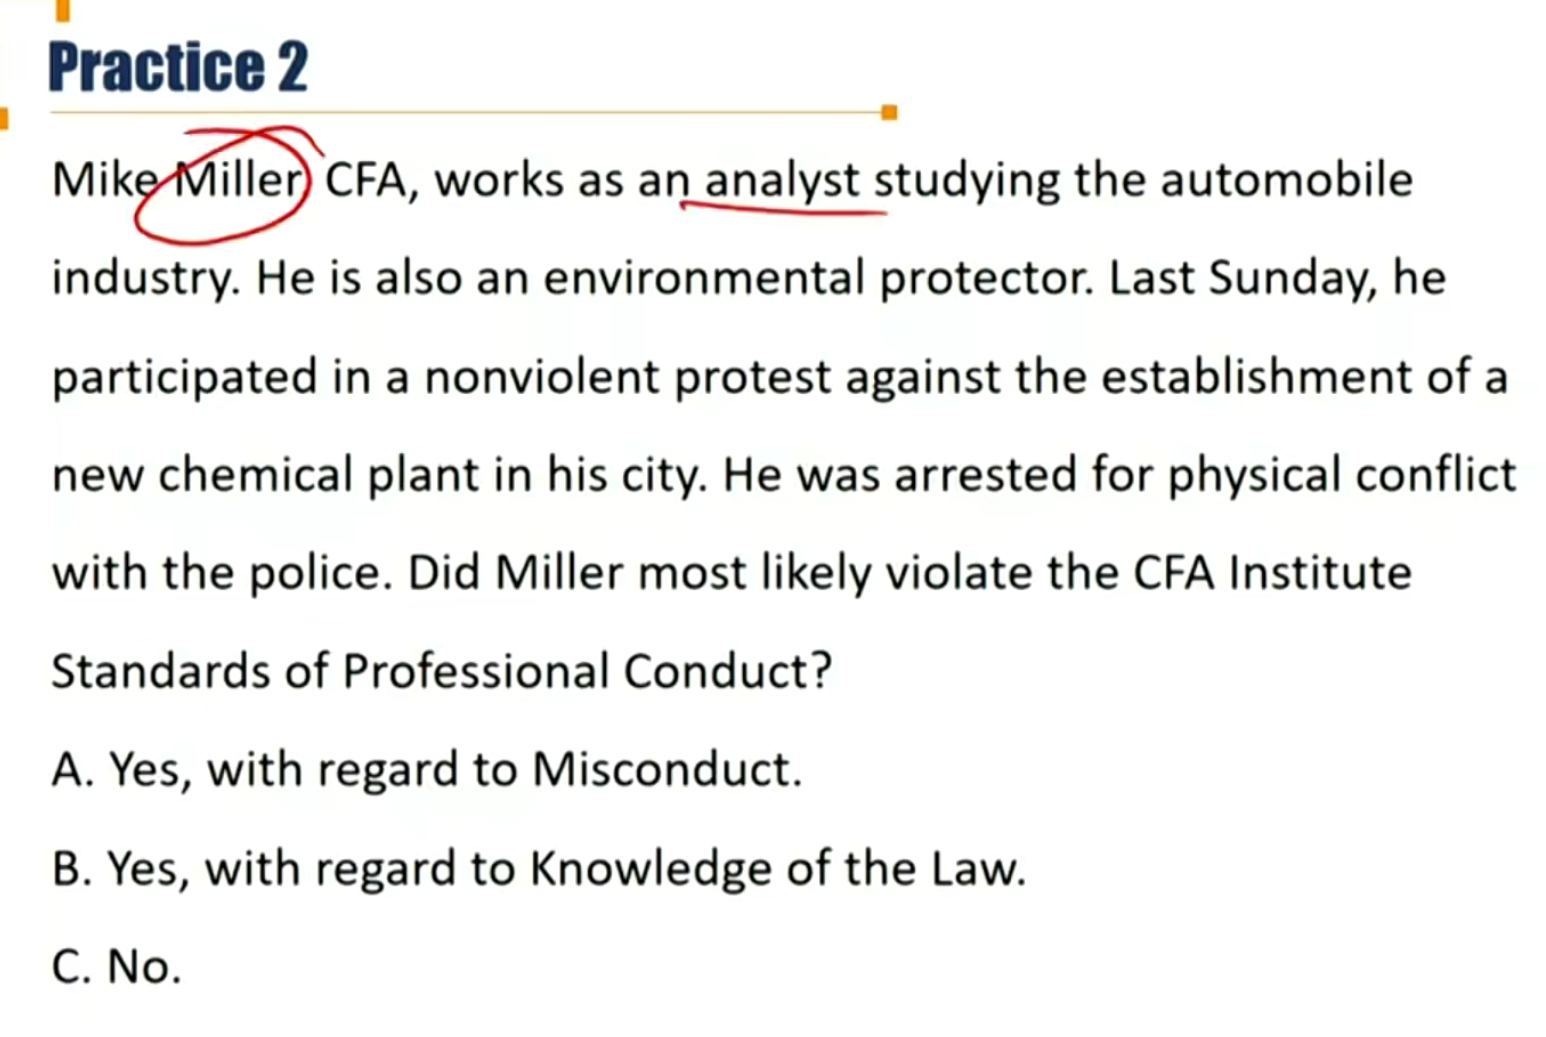 Practice 2
Mike Miller CFA, works as an analyst studying the automobile
industry. He is also an environmental protector. Last Sunday, he
participated in a nonviolent protest against the establishment of a
new chemical plant in his city. He was arrested for physical conflict
with the police. Did Miller most likely violate the CFA Institute
Standards of Professional Conduct?
A. Yes, with regard to Misconduct.
B. Yes, with regard to Knowledge of the Law.
C. No.